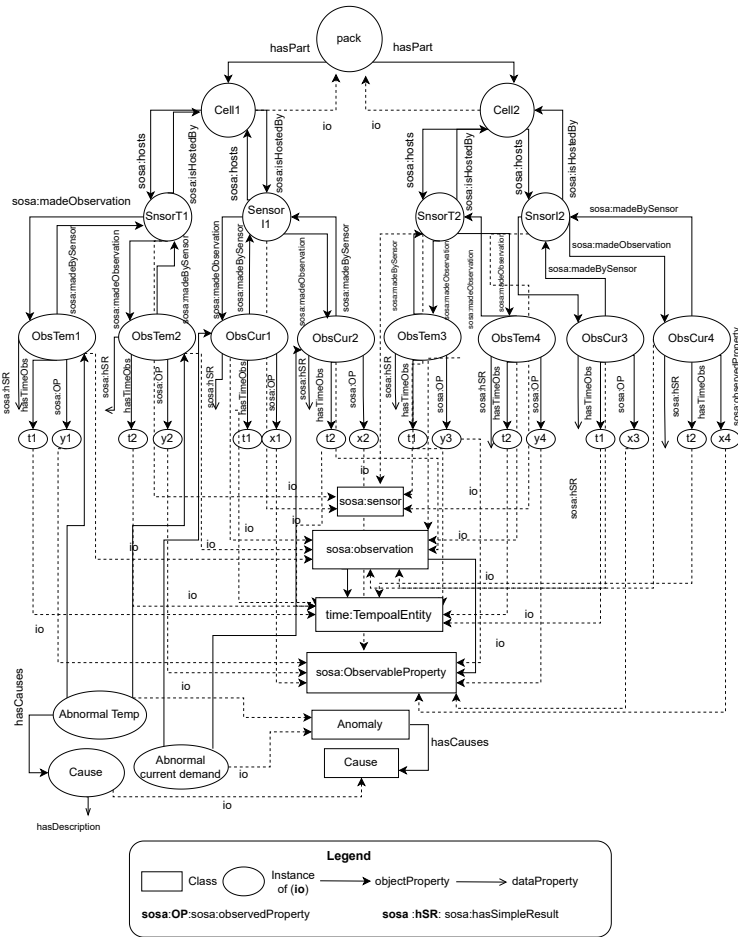 pack
hasPart
hasPart
Cell1
Cell2
io
io
sosa:hosts
sosa:isHostedBy
sosa:hosts
sosa:isHostedBy
sosa:hosts
sosa:isHostedBy
sosa:hosts
sosa:isHostedBy
sosa:madeObservation
SnsorT1
Sensor
I1
SnsorT2
SnsorI2
sosa:madeBySensor
sosa:madeObservation
sosa:madeBySensor
sosa:madeBySensor
sosa:madeObservation
sosa:madeBySensor
sosa:madeObservation
sosa:madeBySensor
sosa:madeBySensor
sosa:madeObservation
sosa:madeObservation
ObsTem1
ObsTem2
ObsCur1
ObsCur2
ObsTem3
ObsTem4
ObsCur3
ObsCur4
sosa:hSR
hasTimeObs
sosa:OP
sosa:hSR
hasTimeObs
sosa:OP
sosa:hSR
hasTimeObs
sosa:OP
sosa:hSR
hasTimeObs
sosa:OP
sosa:hSR
hasTimeObs
sosa:OP
sosa:hSR
hasTimeObs
sosa:OP
hasTimeObs
sosa:OP
sosa:hSR
hasTimeObs
sosa:observedProperty
t1
y1
t2
y2
t1
x1
t2
x2
t1
y3
t2
y4
t1
x3
t2
x4
sosa:hSR
io
io
io
io
sosa:sensor
io
io
io
sosa:observation
io
io
io
io
time:TempoalEntity
io
io
io
io
sosa:ObservableProperty
hasCauses
Abnormal Temp
io
Anomaly
hasCauses
Cause
Abnormal
current demand
io
Cause
io
hasDescription
Legend
Class
Instance
of (io)
objectProperty
dataProperty
sosa:OP:sosa:observedProperty
sosa :hSR: sosa:hasSimpleResult